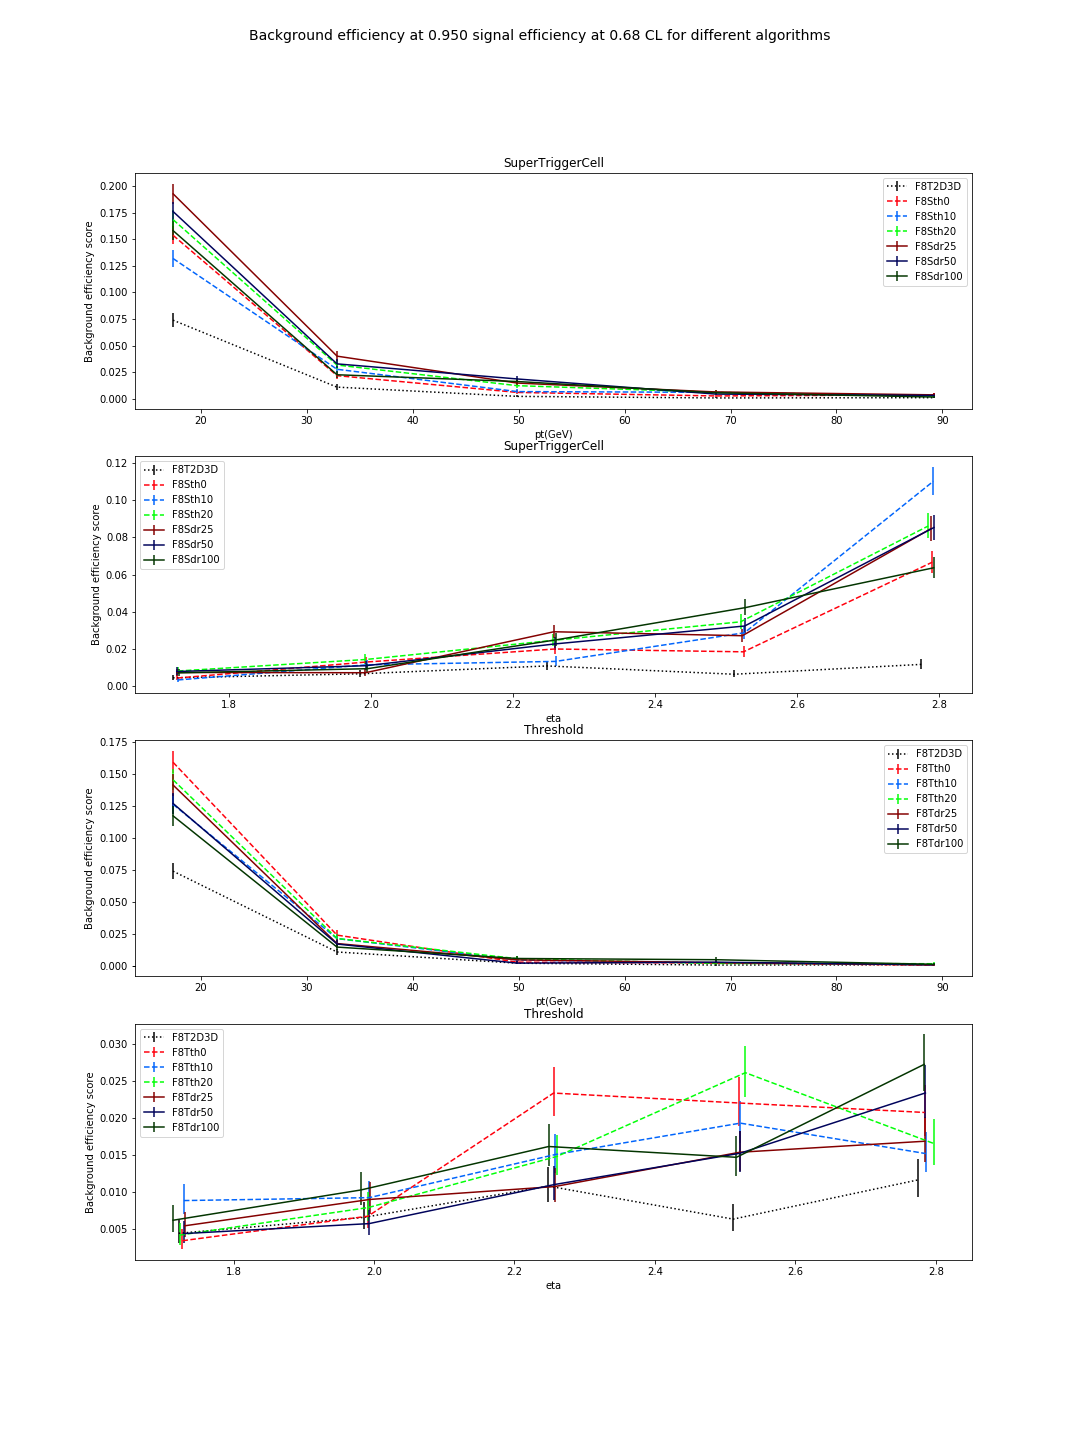 Background efficiency at 0.950 signal efficiency at 0.68 CL for different algorithms
SuperTriggerCell
Background efficiency score
0.200
0.175
0.150
0.125
0.100
0.075
0.050
0.025
0.000
F8T2D3D
F8Sth0
F8Sth10
F8Sth20
F8Sdr25
F8Sdr50
F8Sdr100
20 30 40 50 60 70 80 90
pt(GeV)
SuperTriggerCell
Background efficiency score
0.12
0.10
0.08
0.06
0.04
0.02
0.00
F8T2D3D
F8Sth0
F8Sth10
F8Sth20
F8Sdr25
F8Sdr50
F8Sdr100
1.8 2.0 2.2 2.4 2.6 2.8
eta
Threshold
Background efficiency score
0.175
0.150
0.125
0.100
0.075
0.050
0.025
0.000
F8T2D3D
F8Tth0
F8Tth10
F8Tth20
F8Tdr25
F8Tdr50
F8Tdr100
20 30 40 50 60 70 80 90
pt(Gev)
Threshold
Background efficiency score
0.030
0.025
0.020
0.015
0.010
0.005
F8T2D3D
F8Tth0
F8Tth10
F8Tth20
F8Tdr25
F8Tdr50
F8Tdr100
1.8 2.0 2.2 2.4 2.6 2.8
eta